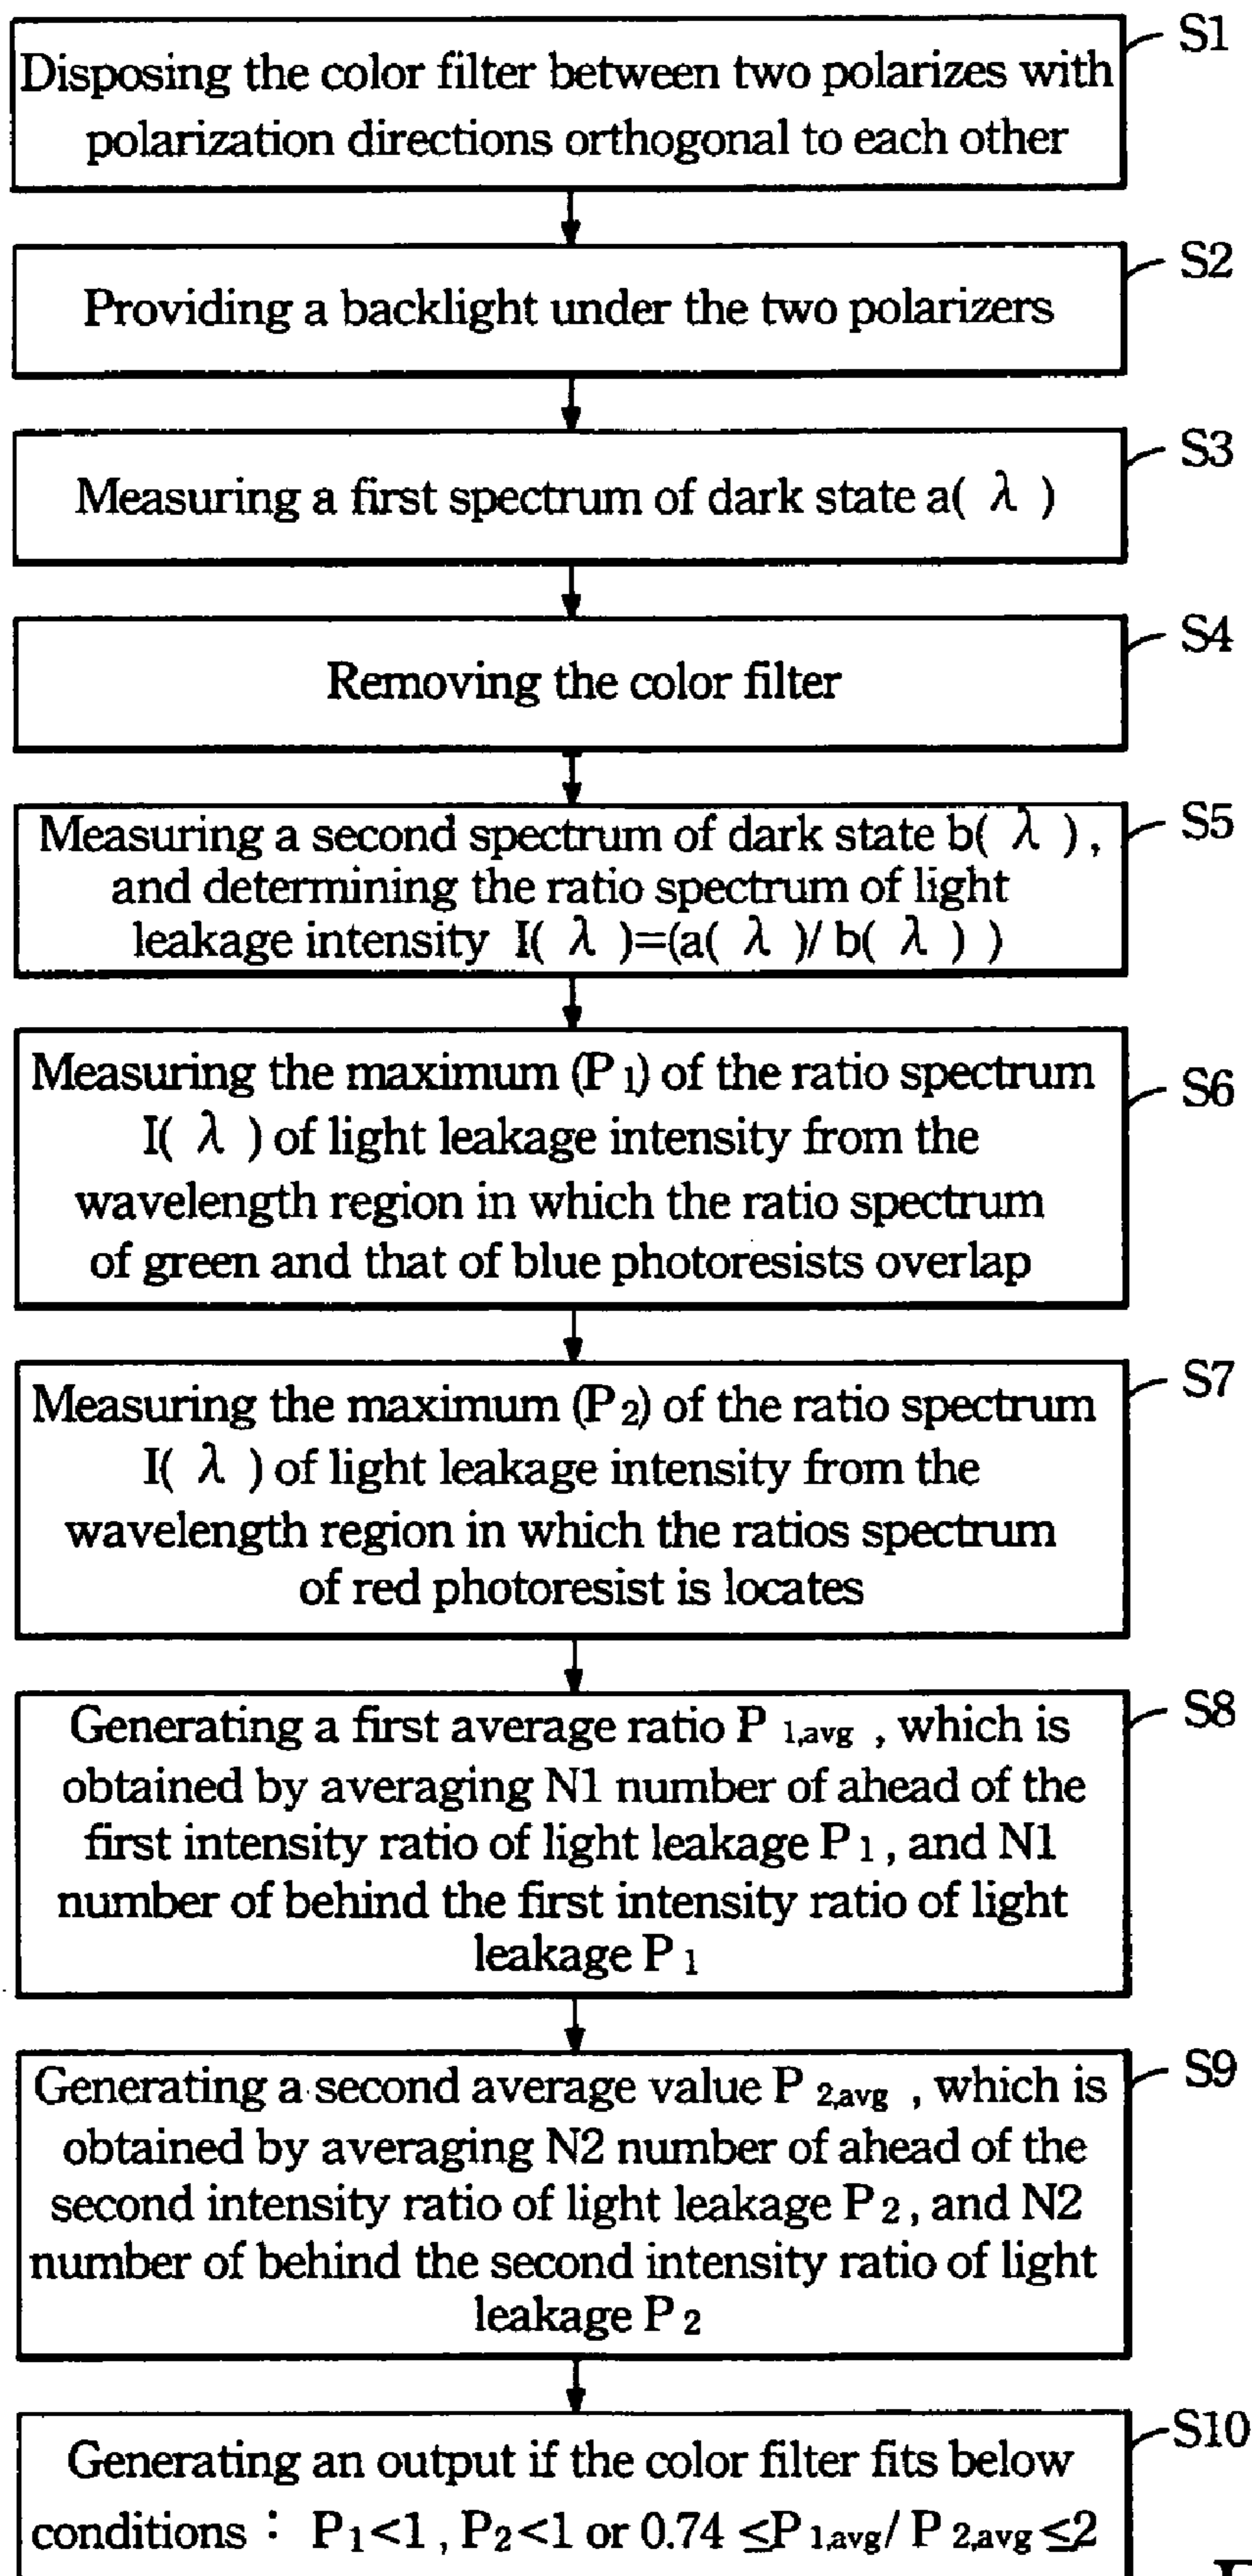 S1
Disposing the color filter between two polarizes with
polarization directions orthogonal to each other
S2
Providing a backlight under the two polarizers
S3
Measuring a first spectrum of dark state a( λ )
S4
Removing the color filter
S5
Measuring a second spectrum of dark state b( λ ),
and determining the ratio spectrum of light
leakage intensity I( λ )=(a( λ )/ b( λ ) )
S6
Measuring the maximum (P 1) of the ratio spectrum
I( λ ) of light leakage intensity from the
wavelength region in which the ratio spectrum
of green and that of blue photoresists overlap
S7
Measuring the maximum (P 2) of the ratio spectrum
I( λ ) of light leakage intensity from the
wavelength region in which the ratios spectrum
of red photoresist is locates
S8
Generating a first average ratio P 1,avg , which is
obtained by averaging N1 number of ahead of the
first intensity ratio of light leakage P 1, and N1
number of behind the first intensity ratio of light
leakage P 1
S9
Generating a second average value P 2,avg , which is
obtained by averaging N2 number of ahead of the
second intensity ratio of light leakage P 2, and N2
number of behind the second intensity ratio of light
leakage P 2
S10
Generating an output if the color filter fits below
conditions : P1<1, P2<1 or 0.74 ≤P 1,avg/ P 2,avg ≤2